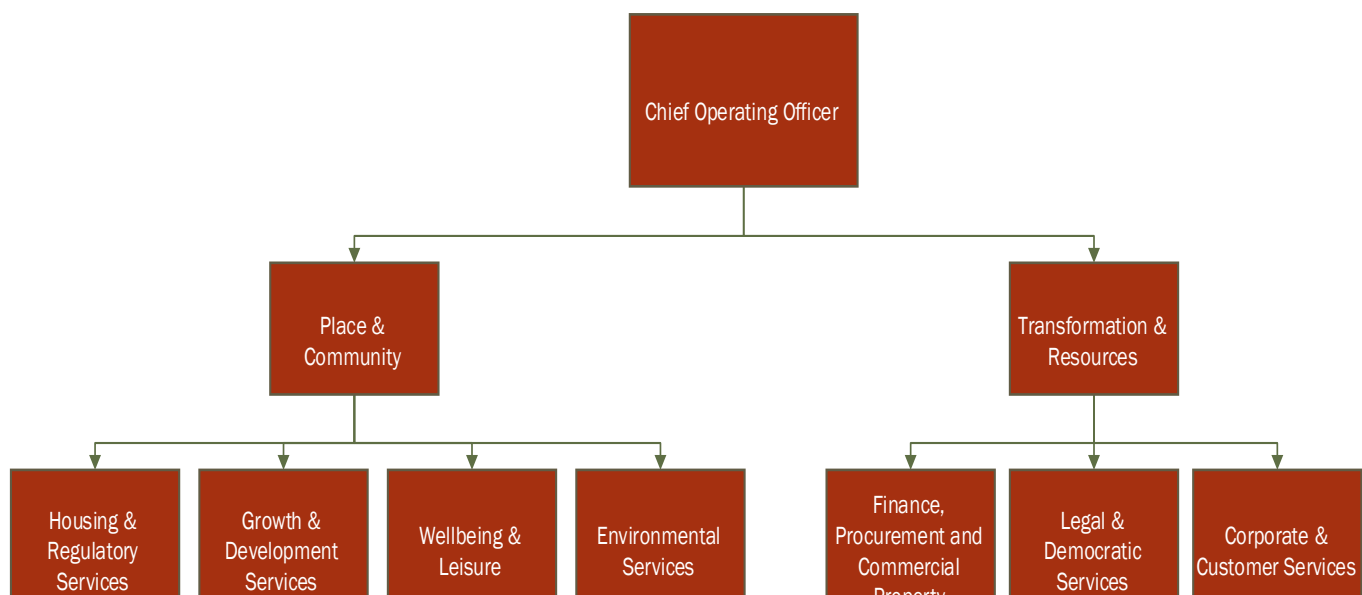 Chief Operating Officer
Place &
Community
Transformation &
Resources
Housing &
Regulatory
Services
Growth &
Development
Services
Wellbeing &
Leisure
Environmental
Services
Finance,
Procurement and
Commercial
Property
Legal &
Democratic
Services
Corporate &
Customer Services